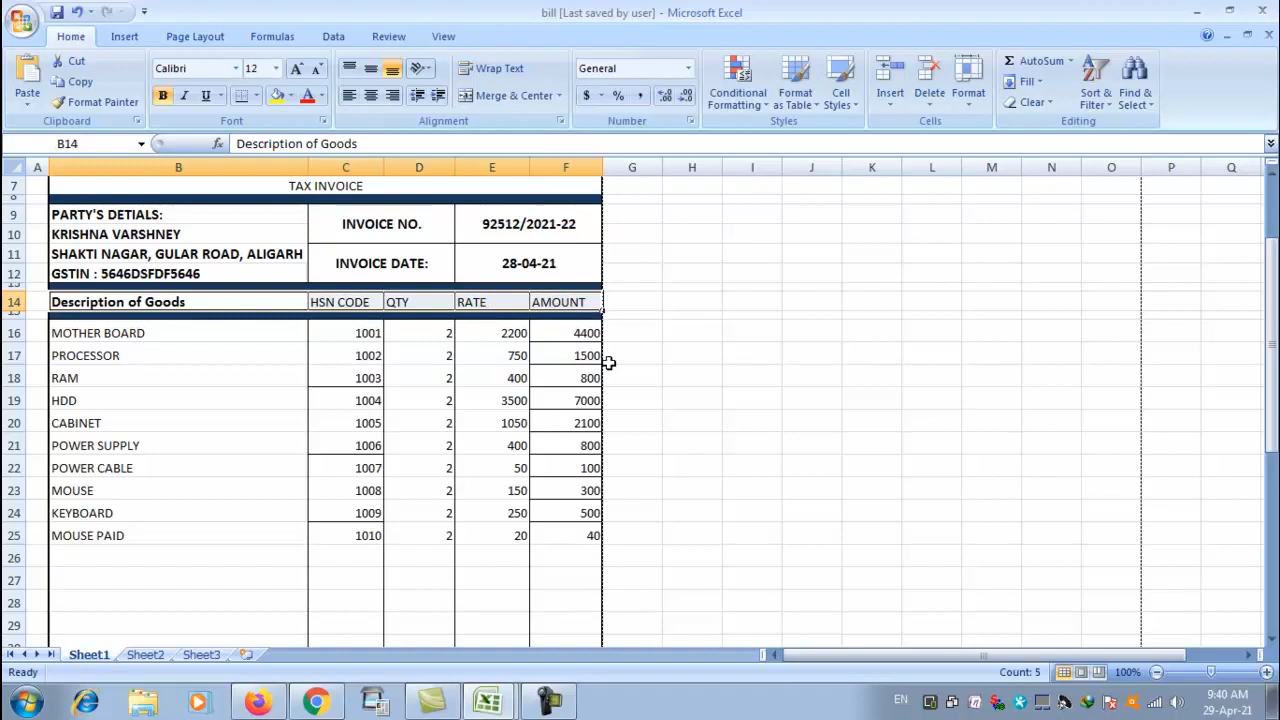 bill [Last saved by user] - Microsoft Excel
Home Insert Page Layout Formulas Data Review View
Paste
Cut
Copy
Format Painter
Clipboard
Calibri 12
B I U
Font
Wrap Text
Merge & Center
Alignment
General
$ % ,
Number
Conditional Formatting
Format as Table
Cell Styles
Styles
Insert Delete Format
Cells
AutoSum
Fill
Clear
Sort & Filter
Find & Select
Editing
B14 fx Description of Goods
A B C D E F G H I J K L M N O P Q
7 TAX INVOICE
8
9 PARTY'S DETIALS:
INVOICE NO. 92512/2021-22
10 KRISHNA VARSHNEY
11 SHAKTI NAGAR, GULAR ROAD, ALIGARH
INVOICE DATE: 28-04-21
12 GSTIN : 5646DSFDF5646
13
14 Description of Goods HSN CODE QTY RATE AMOUNT
15
16 MOTHER BOARD 1001 2 2200 4400
17 PROCESSOR 1002 2 750 1500
18 RAM 1003 2 400 800
19 HDD 1004 2 3500 7000
20 CABINET 1005 2 1050 2100
21 POWER SUPPLY 1006 2 400 800
22 POWER CABLE 1007 2 50 100
23 MOUSE 1008 2 150 300
24 KEYBOARD 1009 2 250 500
25 MOUSE PAID 1010 2 20 40
26
27
28
29
Sheet1 Sheet2 Sheet3
Ready Count: 5 100%
EN 9:40 AM
29-Apr-21